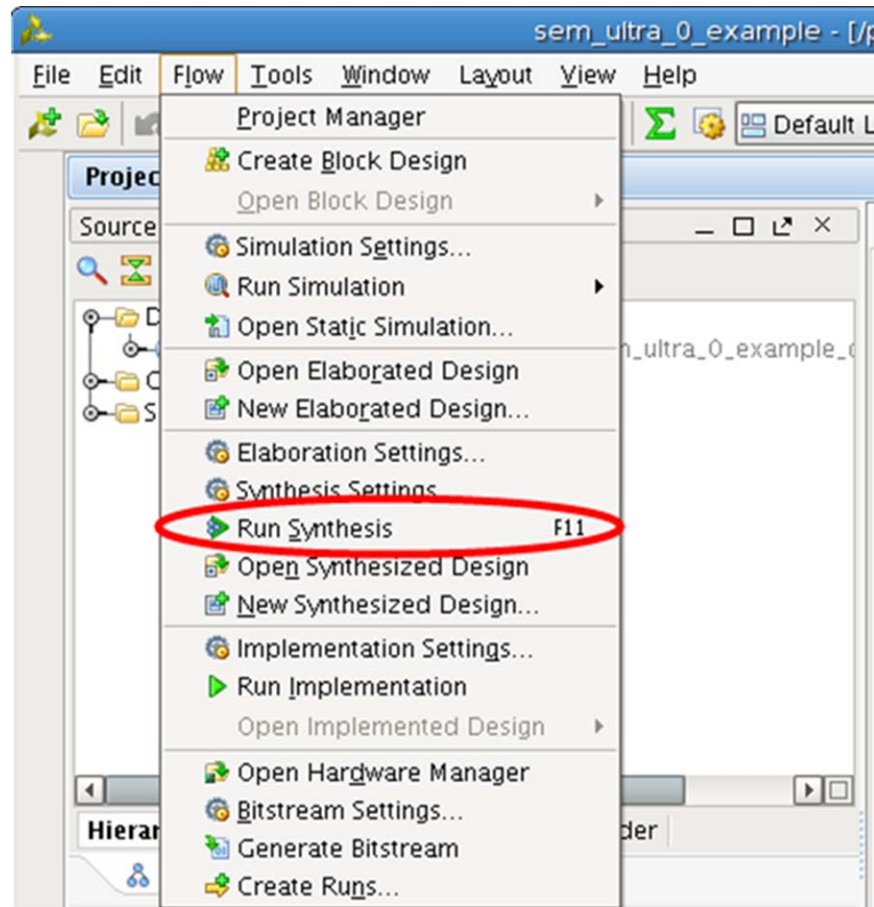 sem_ultra_0_example - [/p
File Edit Flow Tools Window Layout View Help
Project Manager
Default L
Create Block Design
Projec
Open Block Design
Source
Simulation Settings...
Run Simulation
Open Static Simulation...
n_ultra_0_example_
Open Elaborated Design
New Elaborated Design...
Elaboration Settings...
Synthesis Settings
Run Synthesis F11
Open Synthesized Design
New Synthesized Design...
Implementation Settings...
Run Implementation
Open Implemented Design
Open Hardware Manager
Bitstream Settings...
Hierar
der
Generate Bitstream
Create Runs...